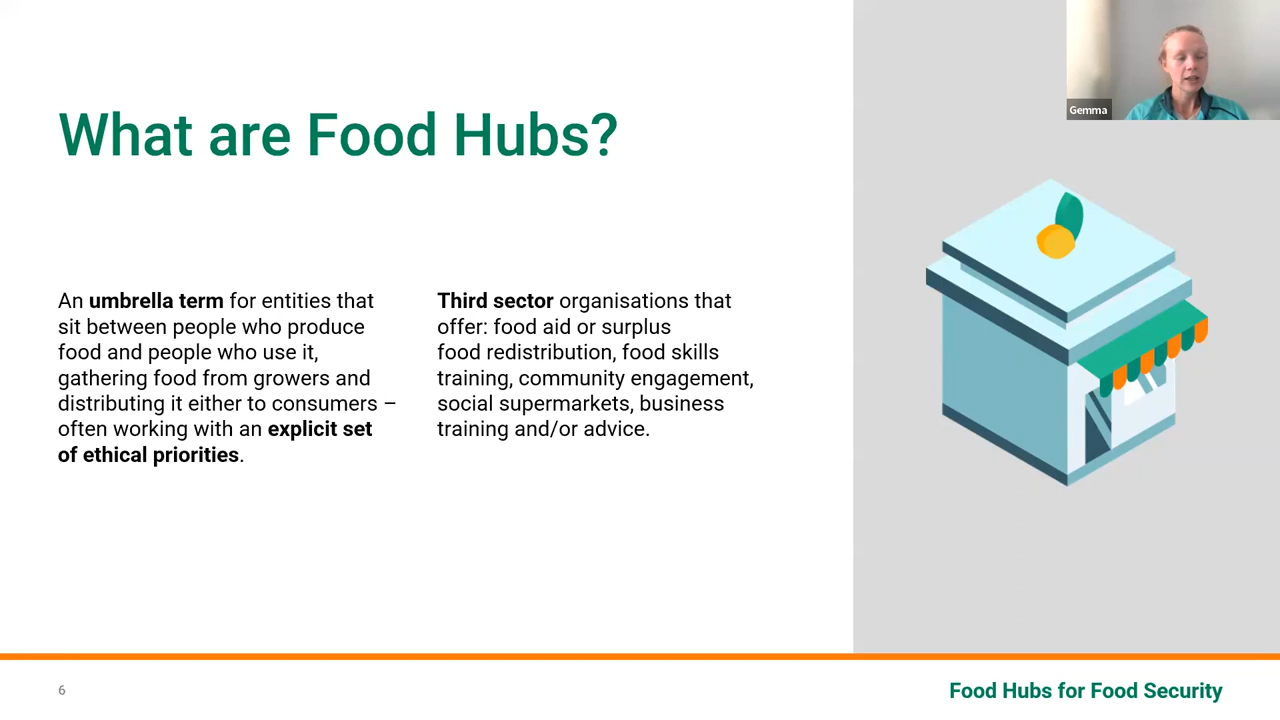 Gemma
What are Food Hubs?
An umbrella term for entities that
sit between people who produce
food and people who use it,
gathering food from growers and
distributing it either to consumers –
often working with an explicit set
of ethical priorities.
Third sector organisations that
offer: food aid or surplus
food redistribution, food skills
training, community engagement,
social supermarkets, business
training and/or advice.
6
Food Hubs for Food Security